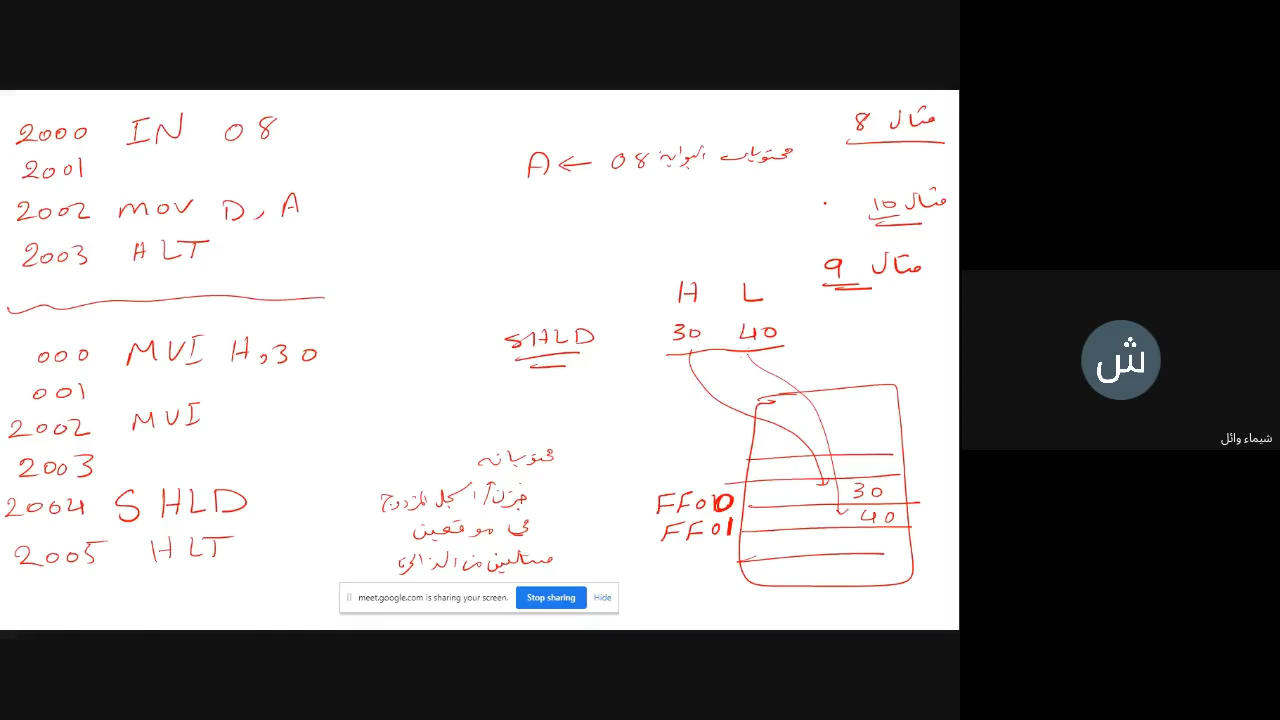 مثال 8
2000 IN 08
A ← 08 محتويات البوابة
2001
2002 MOV D, A
مثال 10
2003 HLT
مثال 9
H L
30 40
SHLD
000 MVI H,30
001
2002 MVI
2003
2004 SHLD
2005 HLT
محتوياته
خزن السجل المزدوج
في موقعين
متتاليين من الذاكرة
FF00 30
FF01 40
meet.google.com is sharing your screen. Stop sharing Hide
ش
شيماء وائل